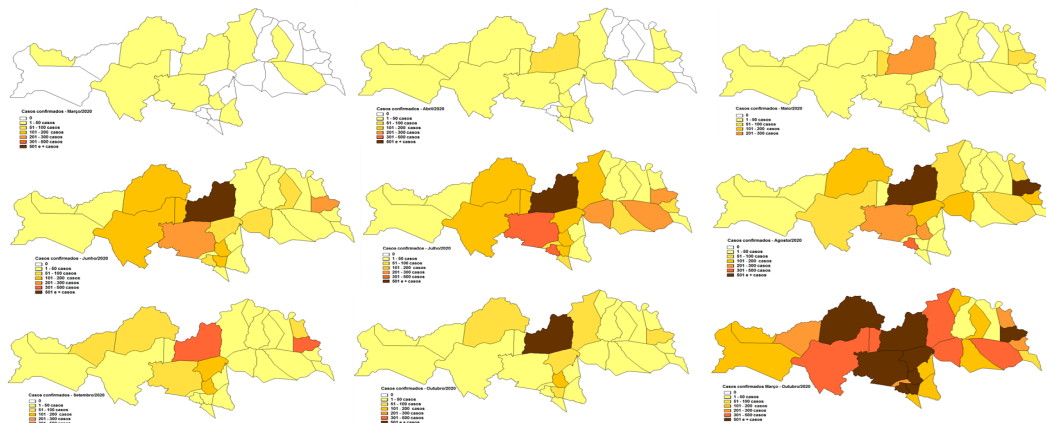 Casos confirmados - Março/2020
0
1 - 50 casos
51 - 100 casos
101 - 200 casos
201 - 300 casos
301 - 500 casos
501 e + casos
Casos confirmados - Abril/2020
0
1 - 50 casos
51 - 100 casos
101 - 200 casos
201 - 300 casos
301 - 500 casos
501 e + casos
Casos confirmados - Maio/2020
0
1 - 50 casos
51 - 100 casos
101 - 200 casos
201 - 300 casos
Casos confirmados - Junho/2020
0
1 - 50 casos
51 - 100 casos
101 - 200 casos
201 - 300 casos
301 - 500 casos
501 e + casos
Casos confirmados - Julho/2020
0
1 - 50 casos
51 - 100 casos
101 - 200 casos
201 - 300 casos
301 - 500 casos
501 e + casos
Casos confirmados - Agosto/2020
0
1 - 50 casos
51 - 100 casos
101 - 200 casos
201 - 300 casos
301 - 500 casos
501 e + casos
Casos confirmados - Setembro/2020
0
1 - 50 casos
51 - 100 casos
101 - 200 casos
201 - 300 casos
Casos confirmados - Outubro/2020
0
1 - 50 casos
51 - 100 casos
101 - 200 casos
201 - 300 casos
301 - 500 casos
501 e + casos
Casos confirmados Março - Outubro/2020
0
1 - 50 casos
51 - 100 casos
101 - 200 casos
201 - 300 casos
301 - 500 casos
501 e + casos